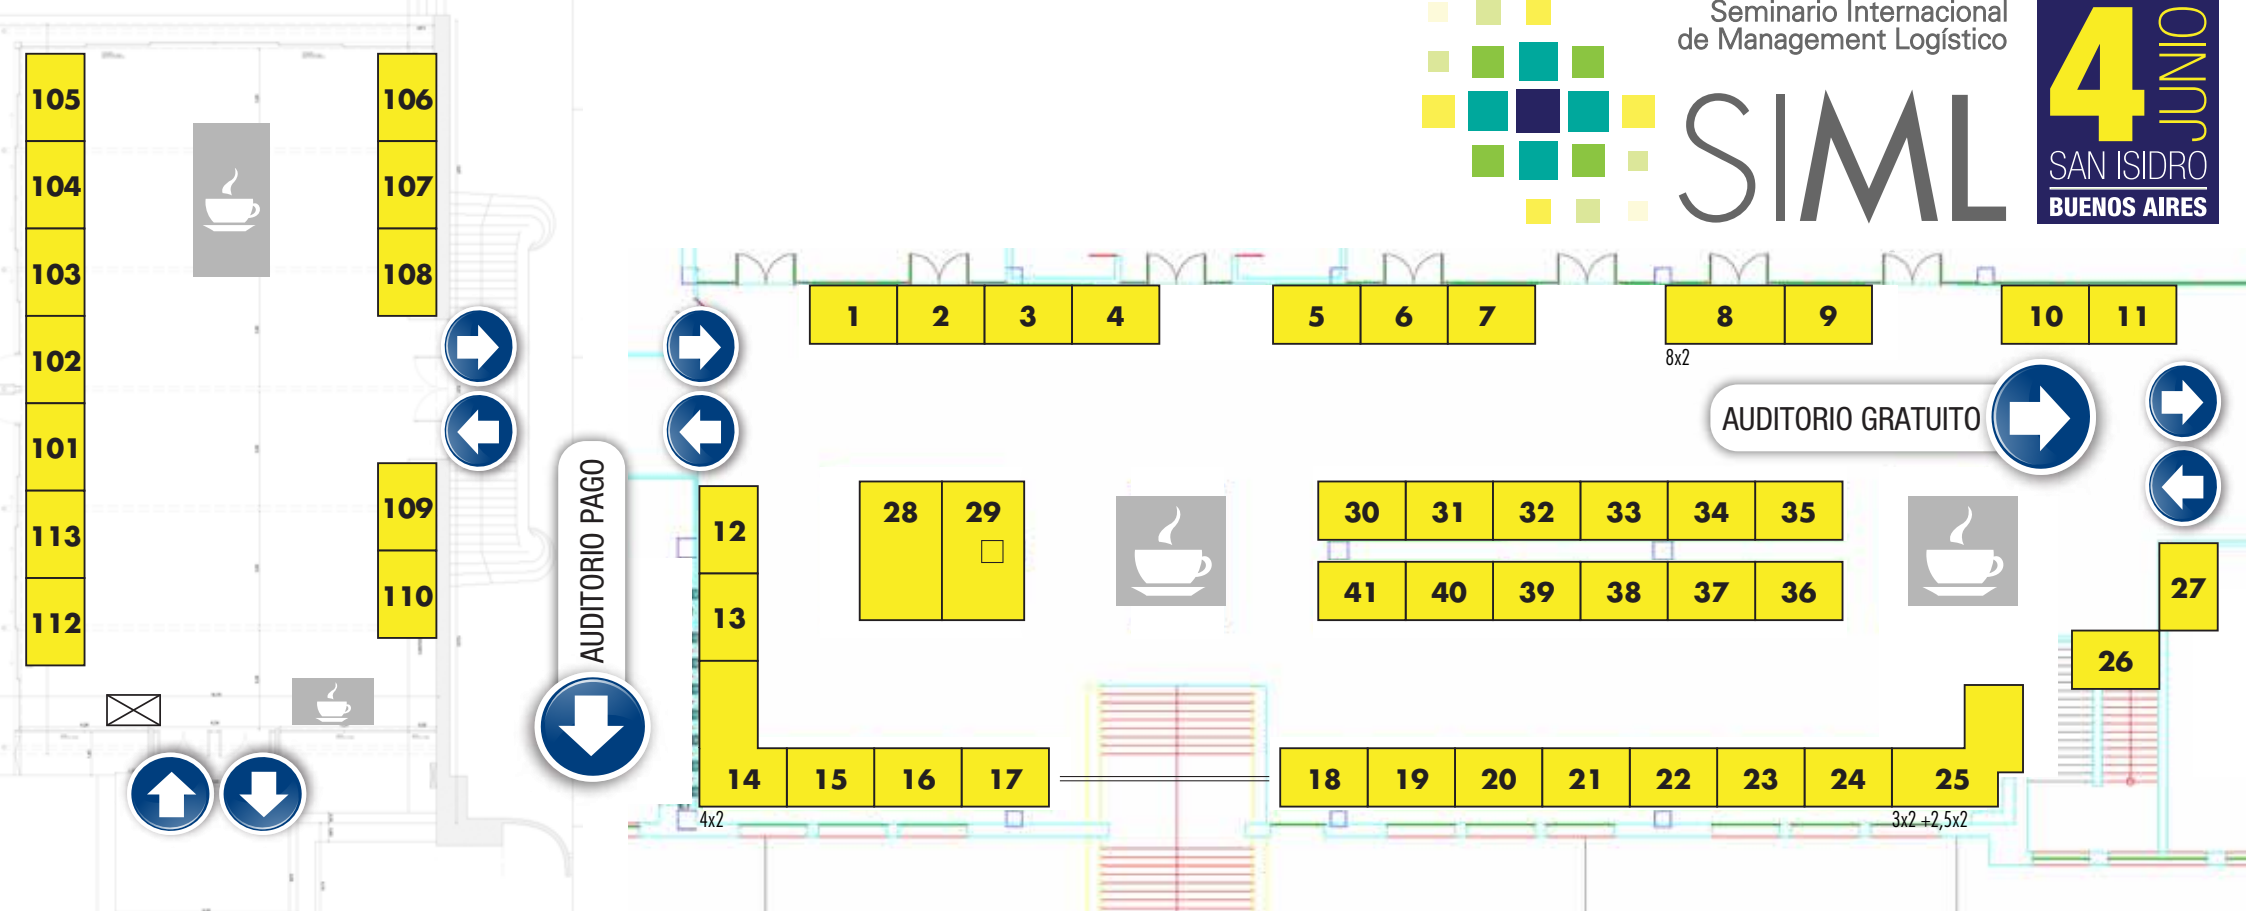 Seminario Internacional
de Management Logístico
SIML
4
JUNIO
SAN ISIDRO
BUENOS AIRES
105
106
104
107
103
108
102
101
113
109
112
110
AUDITORIO PAGO
1 2 3 4 5 6 7 8 9 10 11
8x2
AUDITORIO GRATUITO
12
13
28 29
30 31 32 33 34 35
41 40 39 38 37 36
27
26
14 15 16 17 18 19 20 21 22 23 24 25
4x2
3x2 +2,5x2